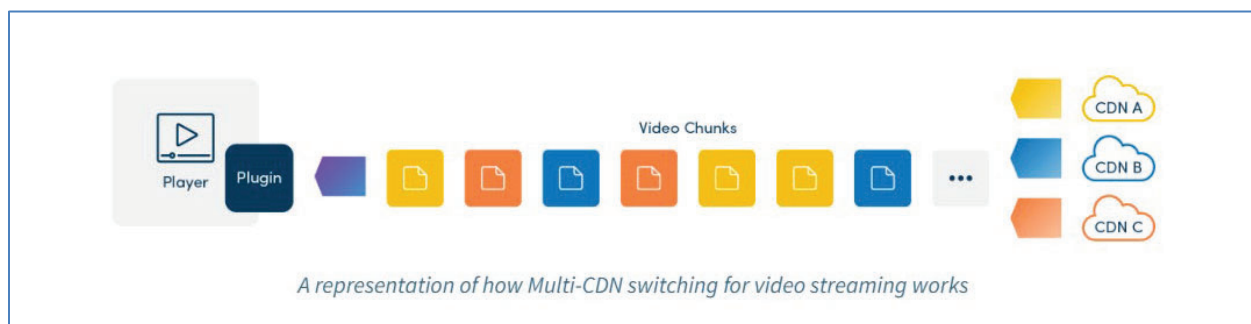 Player
Plugin
Video Chunks
•••
CDN A
CDN B
CDN C
A representation of how Multi-CDN switching for video streaming works